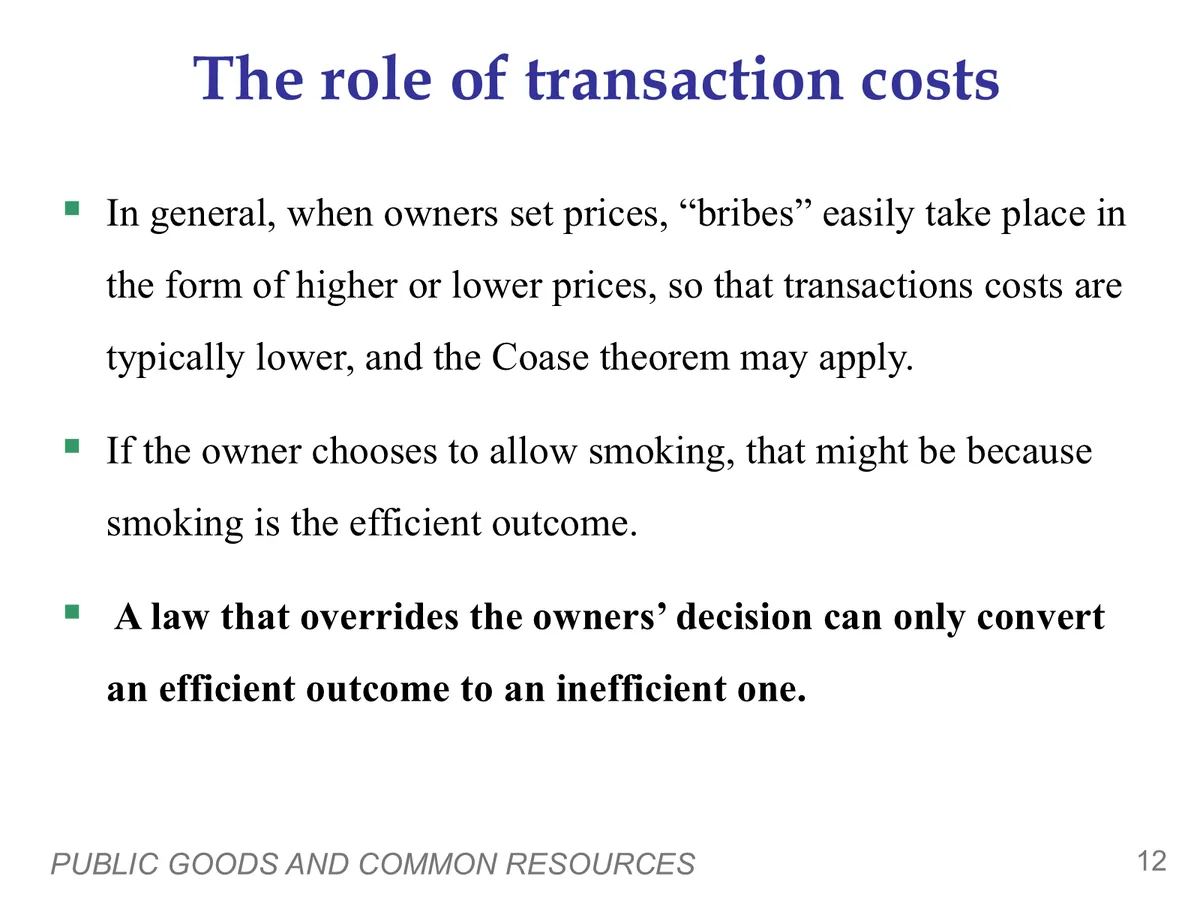 The role of transaction costs
▪ In general, when owners set prices, “bribes” easily take place in
the form of higher or lower prices, so that transactions costs are
typically lower, and the Coase theorem may apply.
▪ If the owner chooses to allow smoking, that might be because
smoking is the efficient outcome.
▪ A law that overrides the owners’ decision can only convert
an efficient outcome to an inefficient one.
PUBLIC GOODS AND COMMON RESOURCES
12